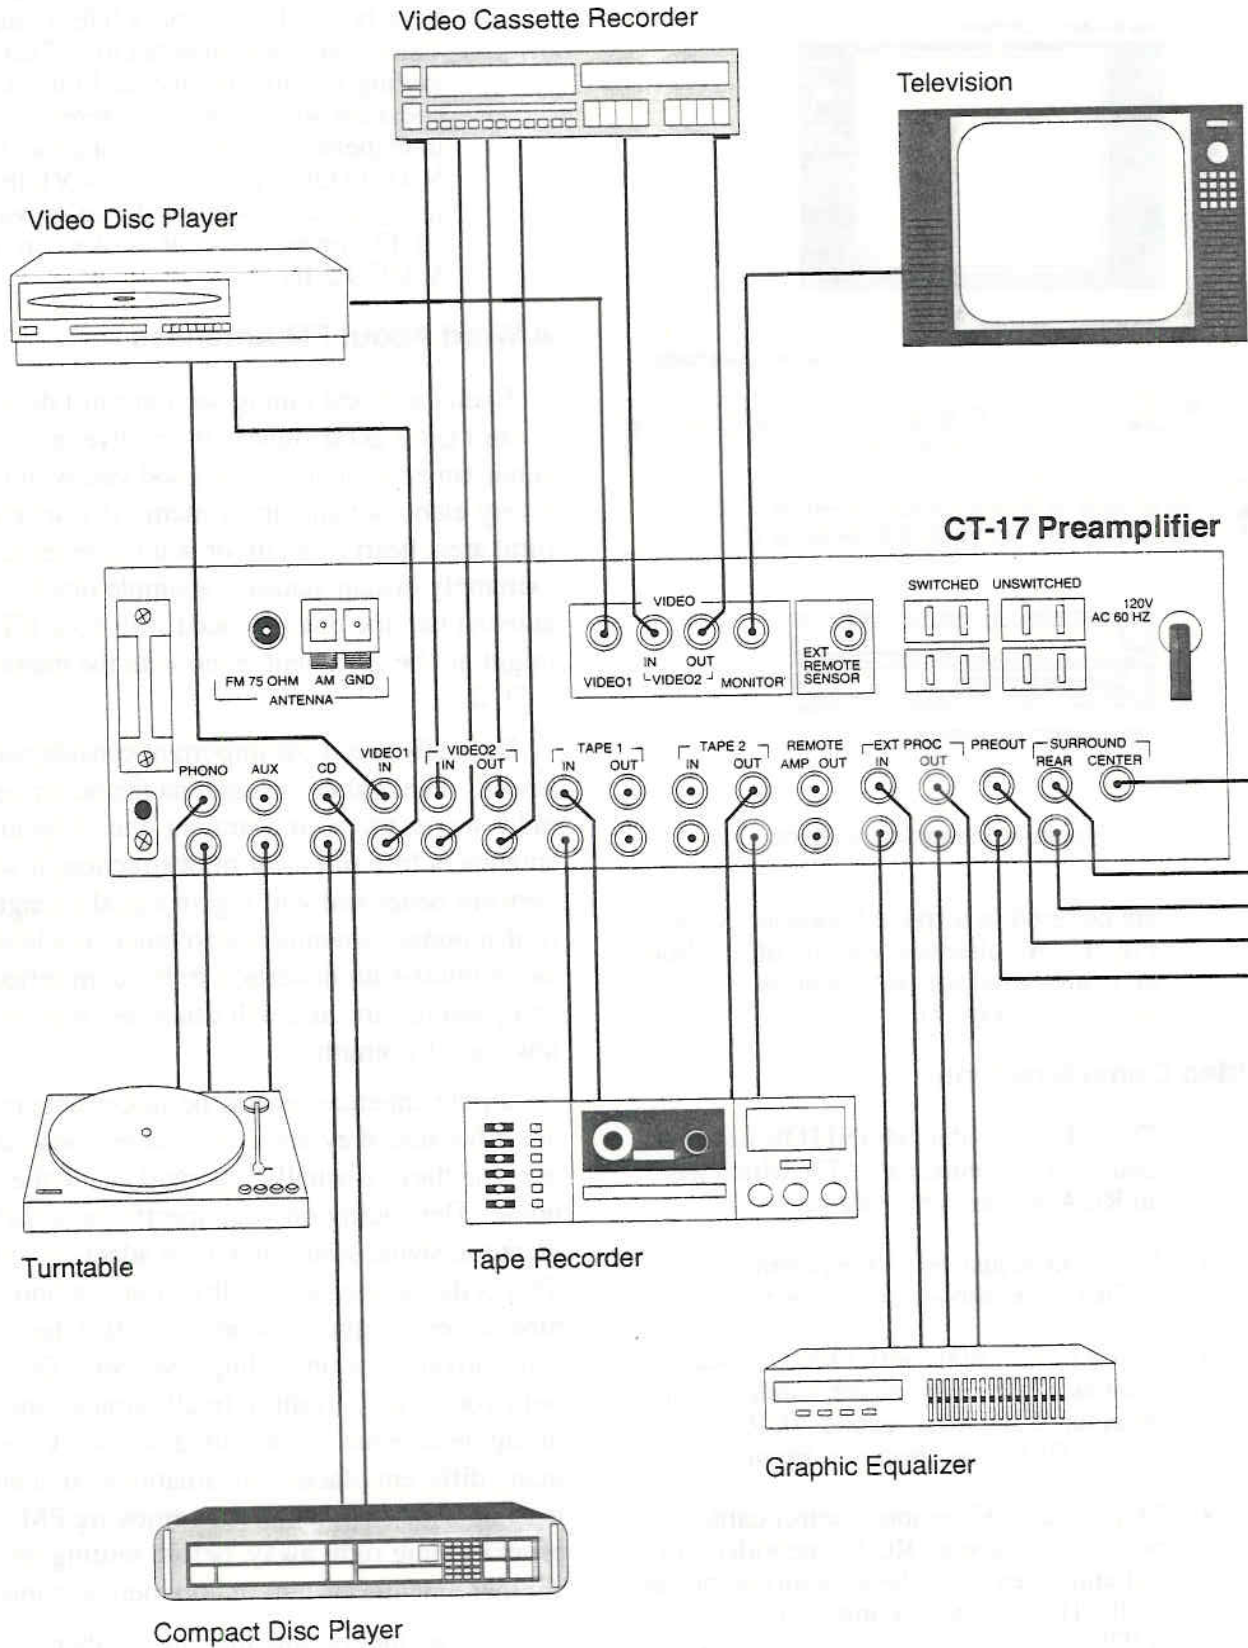 Video Cassette Recorder
Television
Video Disc Player
CT-17 Preamplifier
SWITCHED UNSWITCHED
120V
AC 60 HZ
VIDEO
IN OUT
VIDEO1 VIDEO2 MONITOR
EXT
REMOTE
SENSOR
FM 75 OHM AM GND
ANTENNA
PHONO AUX CD VIDEO1 IN VIDEO2 IN OUT TAPE 1 IN OUT TAPE 2 IN OUT REMOTE AMP OUT EXT PROC IN OUT PREOUT SURROUND REAR CENTER
Turntable
Tape Recorder
Graphic Equalizer
Compact Disc Player